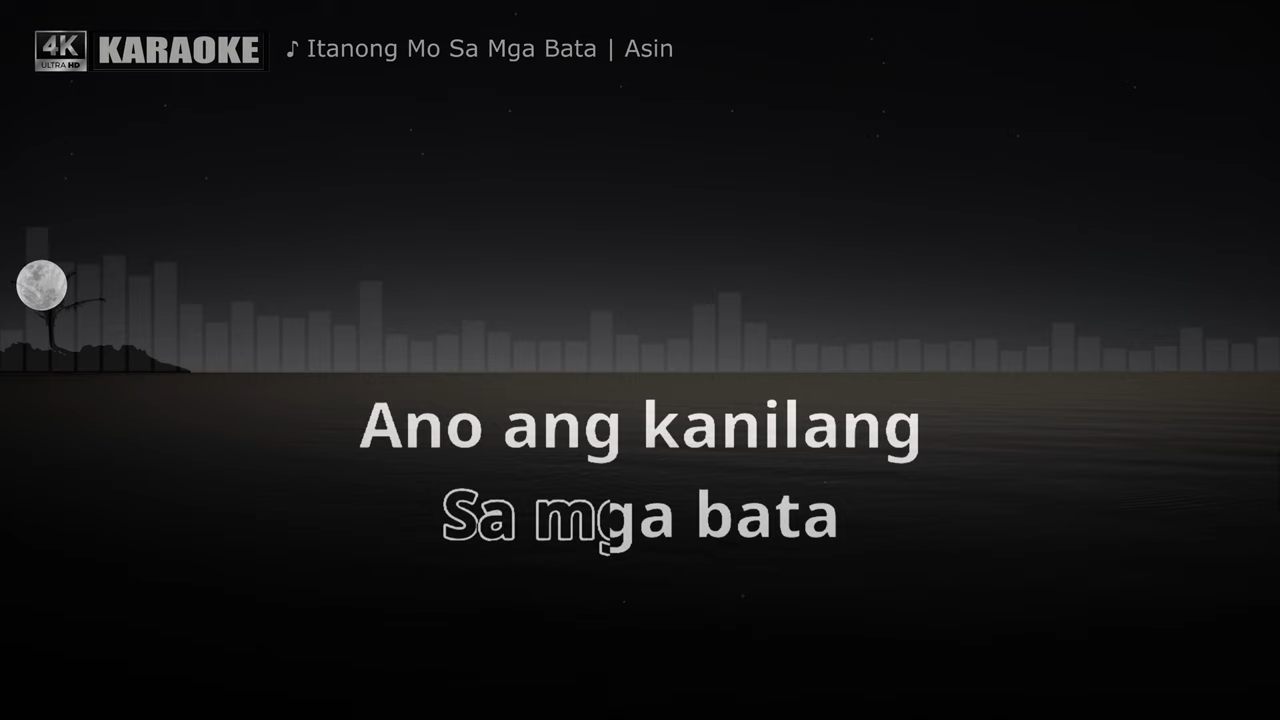 4K ULTRA HD KARAOKE ♪ Itanong Mo Sa Mga Bata | Asin
Ano ang kanilang
Sa mga bata